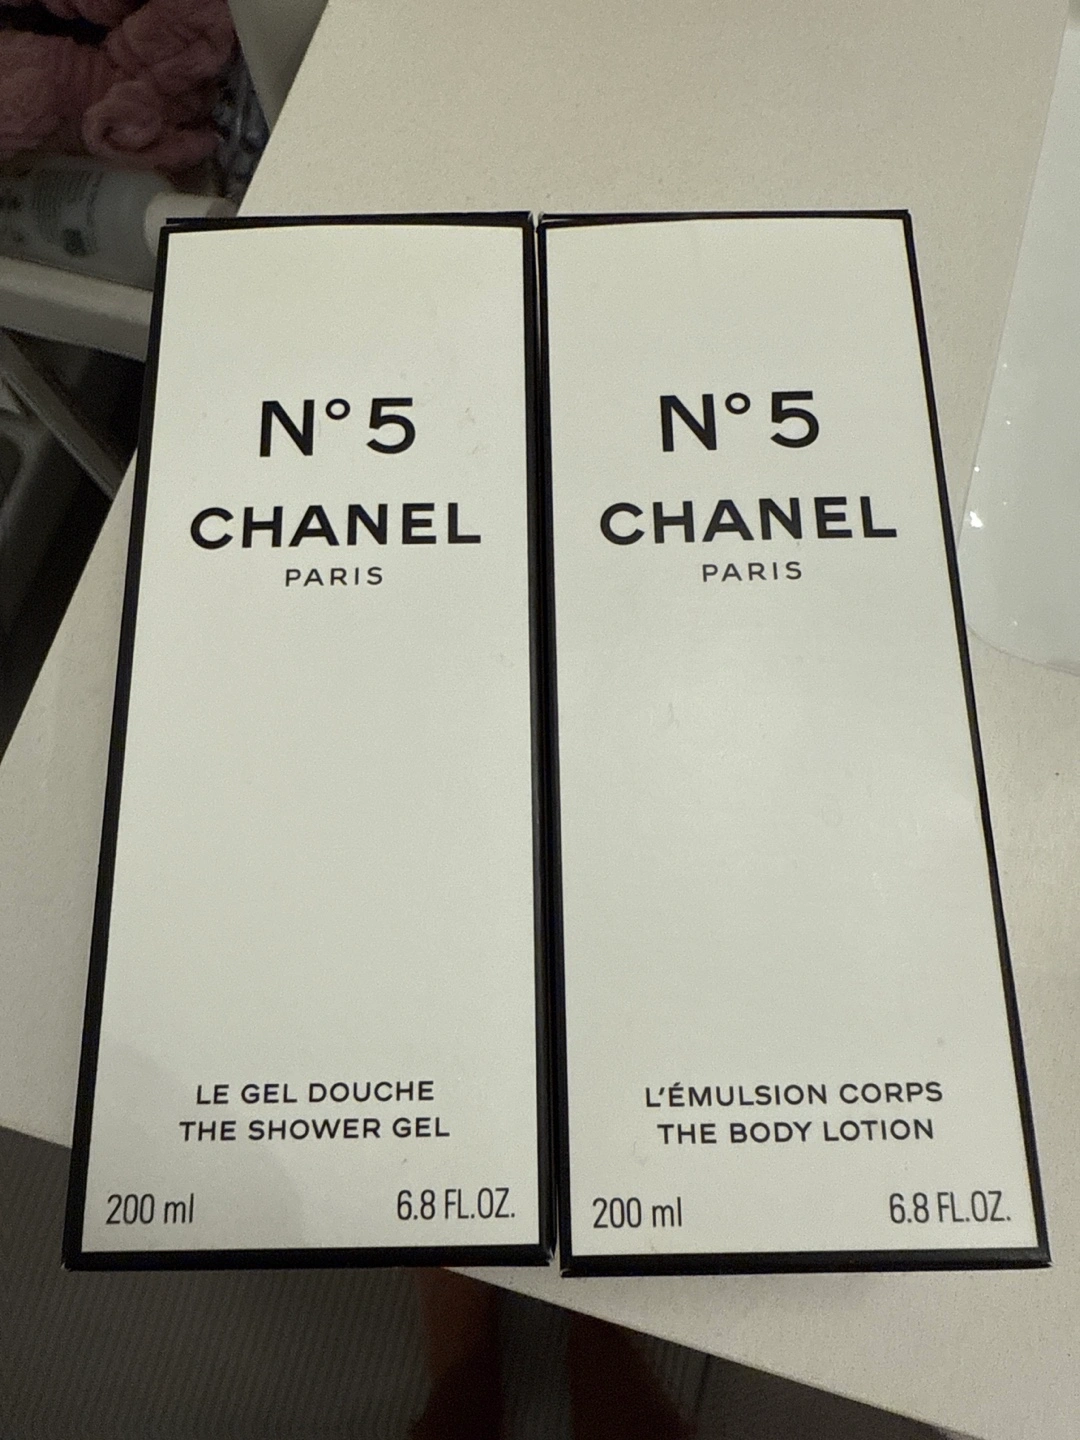 N°5
CHANEL
PARIS
LE GEL DOUCHE
THE SHOWER GEL
200 ml 6.8 FL.OZ.
N°5
CHANEL
PARIS
L'ÉMULSION CORPS
THE BODY LOTION
200 ml 6.8 FL.OZ.